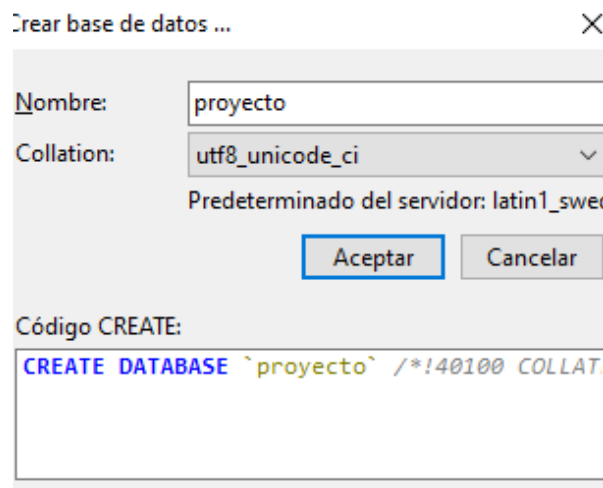 Crear base de datos ...
Nombre: proyecto
Collation: utf8_unicode_ci
Predeterminado del servidor: latin1_swed
Aceptar Cancelar
Código CREATE:
CREATE DATABASE `proyecto` /*!40100 COLLAT